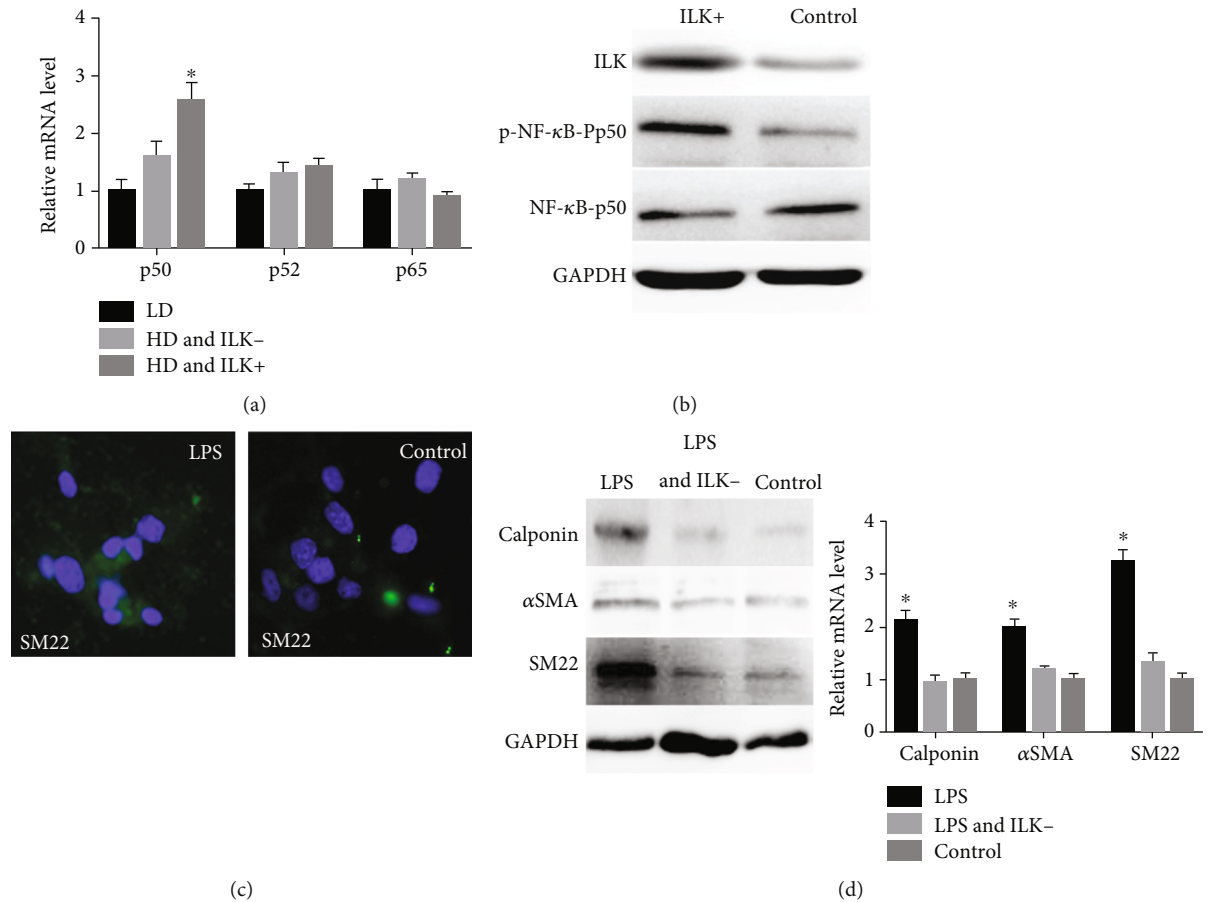 4
3
2
1
0
Relative mRNA level
*
p50
p52
p65
LD
HD and ILK–
HD and ILK+
(a)
ILK+
Control
ILK
p-NF-κB-Pp50
NF-κB-p50
GAPDH
(b)
LPS
SM22
Control
SM22
(c)
LPS
LPS
and ILK–
Control
Calponin
αSMA
SM22
GAPDH
4
3
2
1
0
Relative mRNA level
*
*
*
Calponin
αSMA
SM22
LPS
LPS and ILK–
Control
(d)